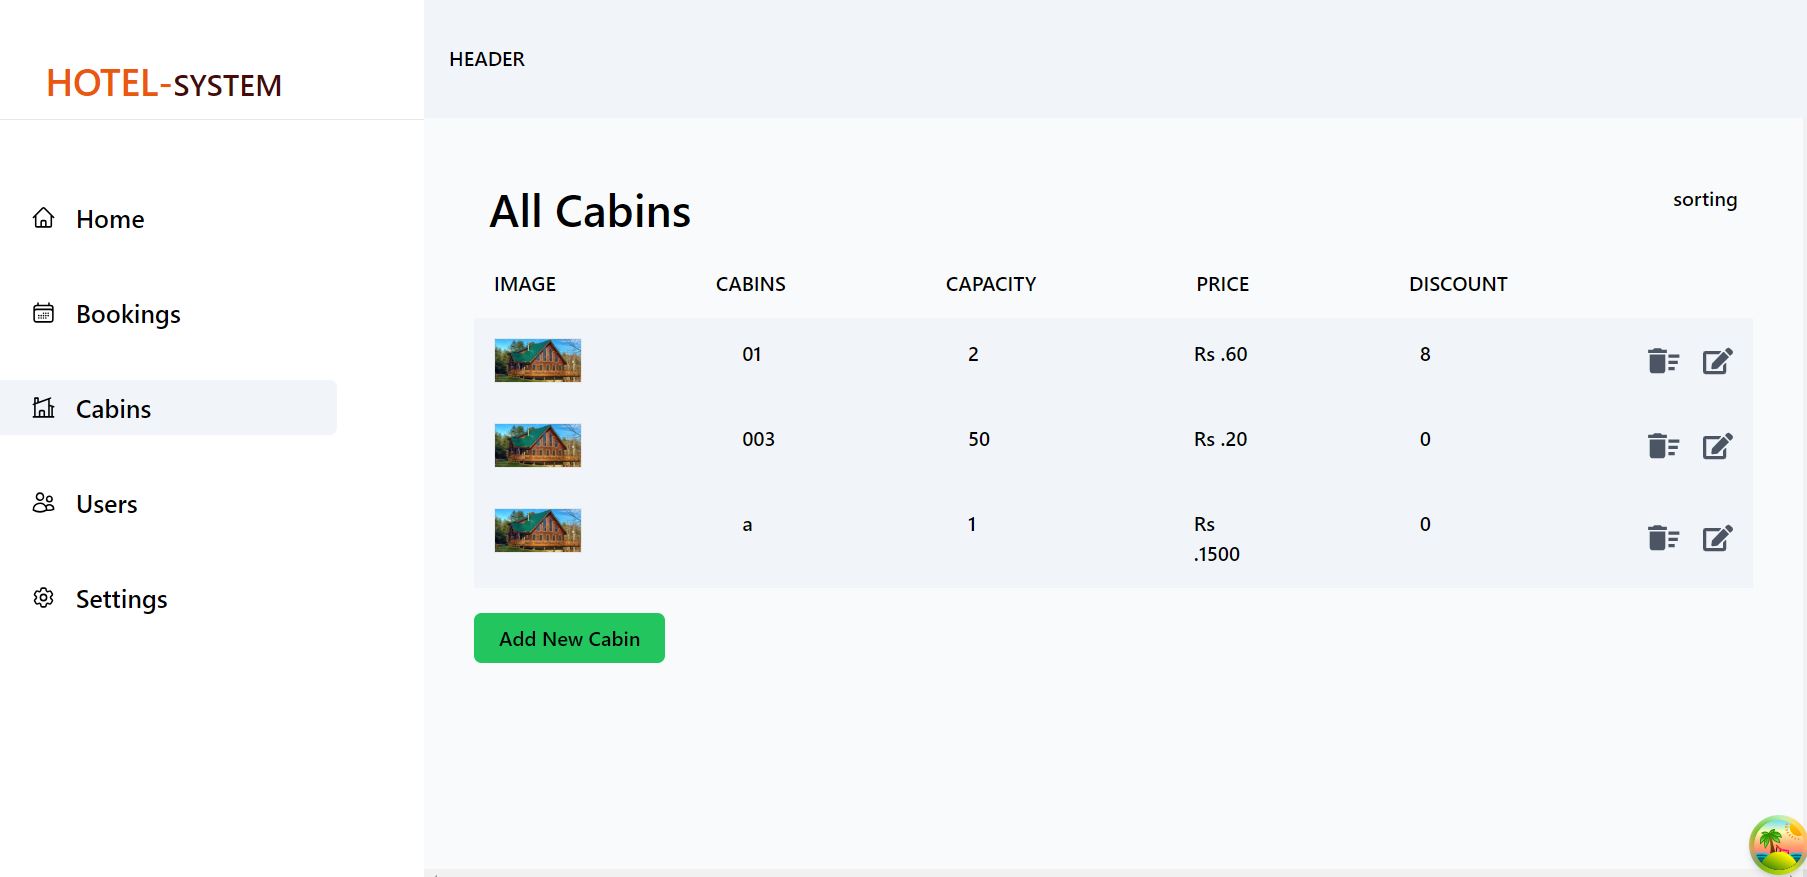 HOTEL-SYSTEM
HEADER
Home
Bookings
Cabins
Users
Settings
All Cabins
sorting
IMAGE CABINS CAPACITY PRICE DISCOUNT
01 2 Rs .60 8
003 50 Rs .20 0
a 1 Rs 0
.1500
Add New Cabin